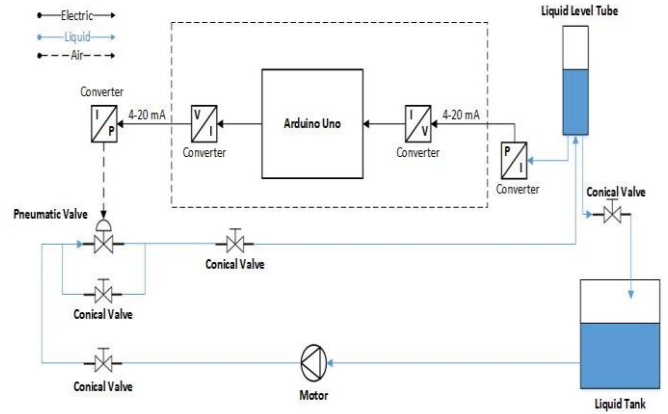 Electric
Liquid
Air
Liquid Level Tube
Converter
I
P
4-20 mA
V
I
Converter
Arduino Uno
I
V
Converter
4-20 mA
P
I
Converter
Conical Valve
Pneumatic Valve
Conical Valve
Conical Valve
Conical Valve
Motor
Liquid Tank